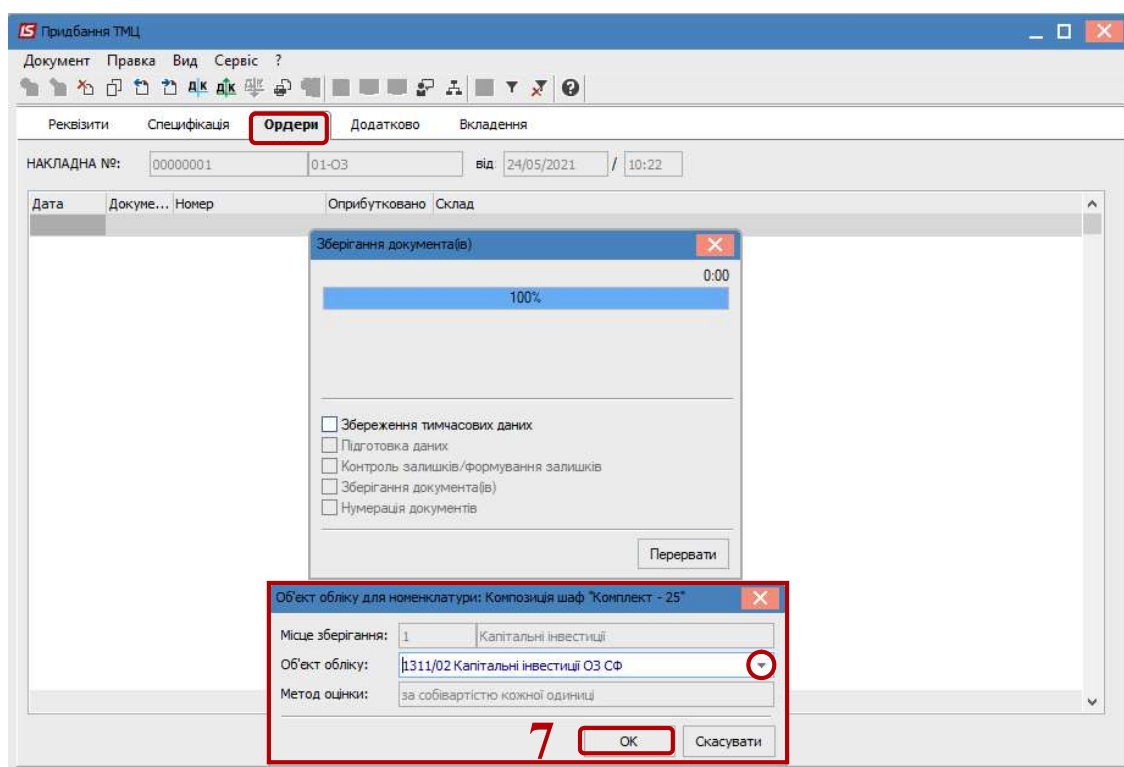 IS Придбання ТМЦ
Документ Правка Вид Сервіс ?
Реквізити Специфікація Ордери Додатково Вкладення
НАКЛАДНА №: 00000001 01-ОЗ від 24/05/2021 / 10:22
Дата Докуме... Номер Оприбутковано Склад
Зберігання документа(ів)
0:00
100%
Збереження тимчасових даних
Підготовка даних
Контроль залишків/формування залишків
Зберігання документа(ів)
Нумерація документів
Перервати
Об'єкт обліку для номенклатури: Композиція шаф "Комплект - 25"
Місце зберігання: 1 Капітальні інвестиції
Об'єкт обліку: 1311/02 Капітальні інвестиції ОЗ СФ
Метод оцінки: за собівартістю кожної одиниці
7 OK Скасувати